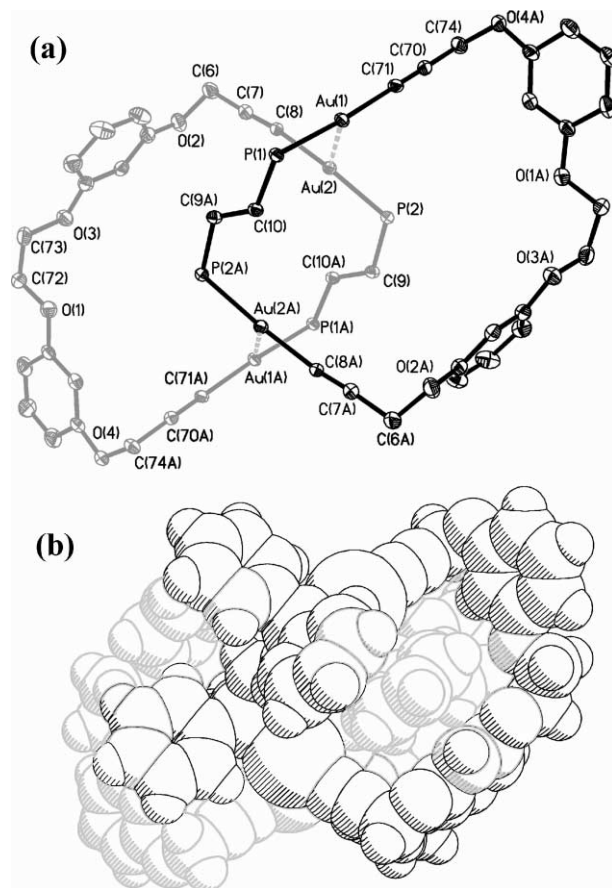 (a)
O(4A)
C(74)
C(70)
C(71)
C(6)
C(7)
C(8)
O(2)
Au(1)
P(1)
Au(2)
O(1A)
C(9A)
C(10)
P(2)
O(3)
C(73)
C(10A)
C(9)
O(3A)
C(72)
P(2A)
O(1)
Au(2A)
P(1A)
C(71A)
Au(1A)
C(8A)
O(2A)
C(7A)
O(4)
C(70A)
C(6A)
C(74A)
(b)